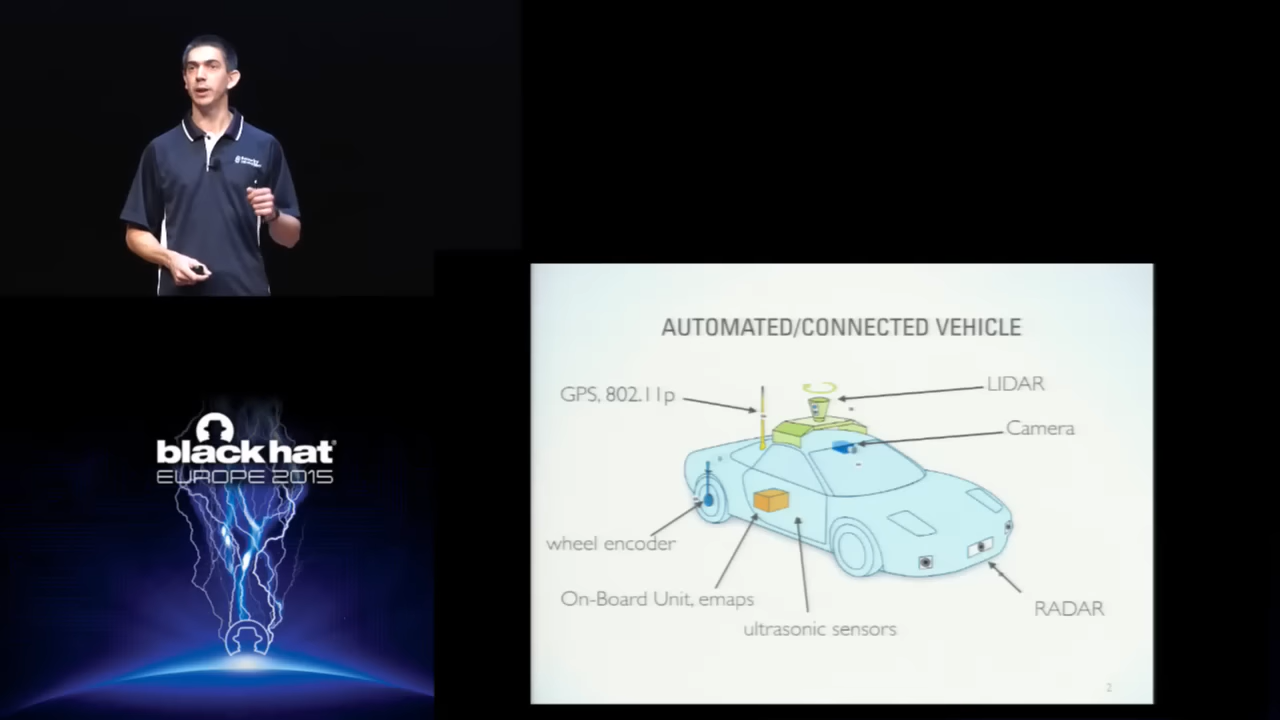 black hat
EUROPE 2015
AUTOMATED/CONNECTED VEHICLE
GPS, 802.11p
LIDAR
Camera
wheel encoder
On-Board Unit, emaps
ultrasonic sensors
RADAR
2